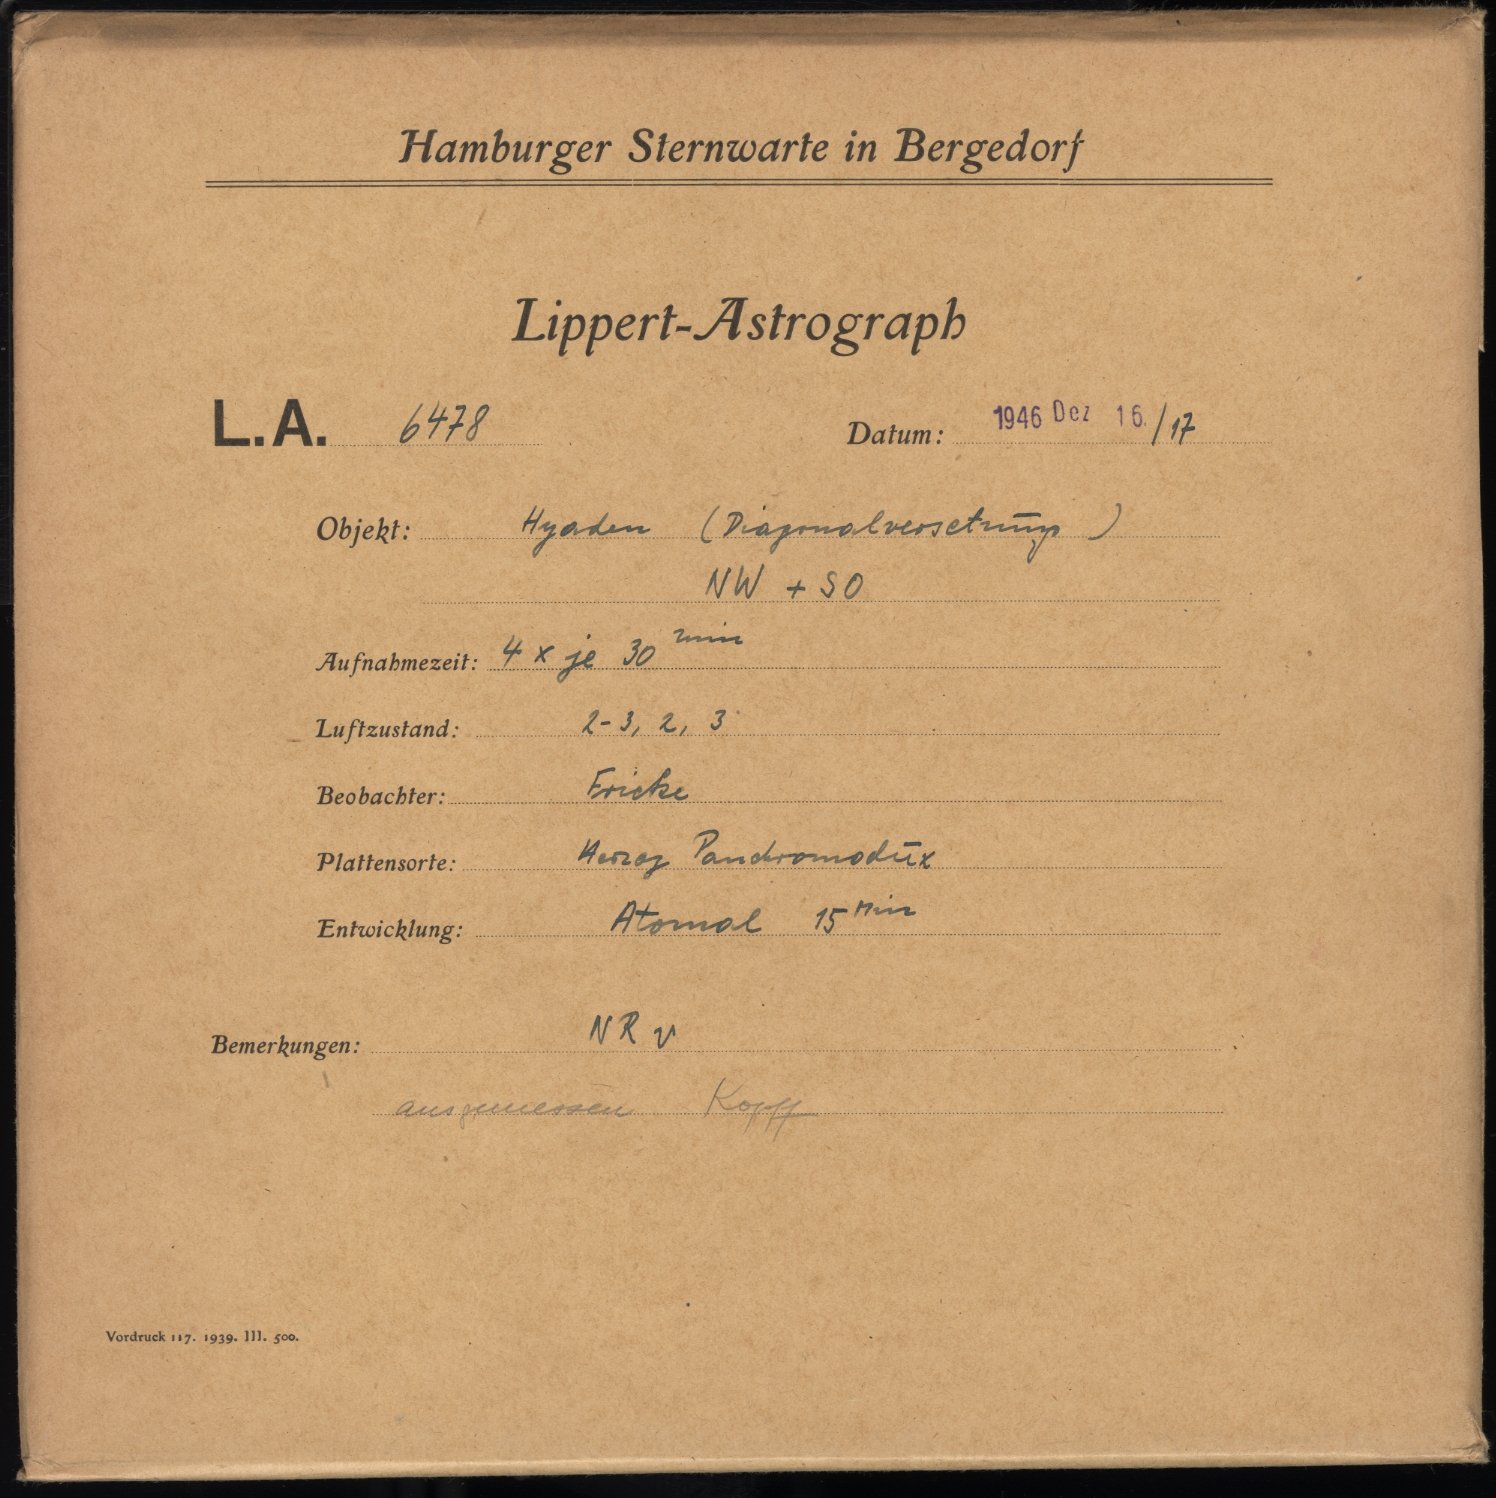 Hamburger Sternwarte in Bergedorf
Lippert-Astrograph
L.A. 6478 Datum: 1946 Dez 16./17
Objekt: Hyaden (Diagonalversetzung)
NW + SO
Aufnahmezeit: 4 x je 30 min
Luftzustand: 2-3, 2, 3
Beobachter: Fricke
Plattensorte: Herzog Panchromodux
Entwicklung: Atomal 15 Min
Bemerkungen: NR v
ausgemessen Kopff
Vordruck 117. 1939. III. 500.